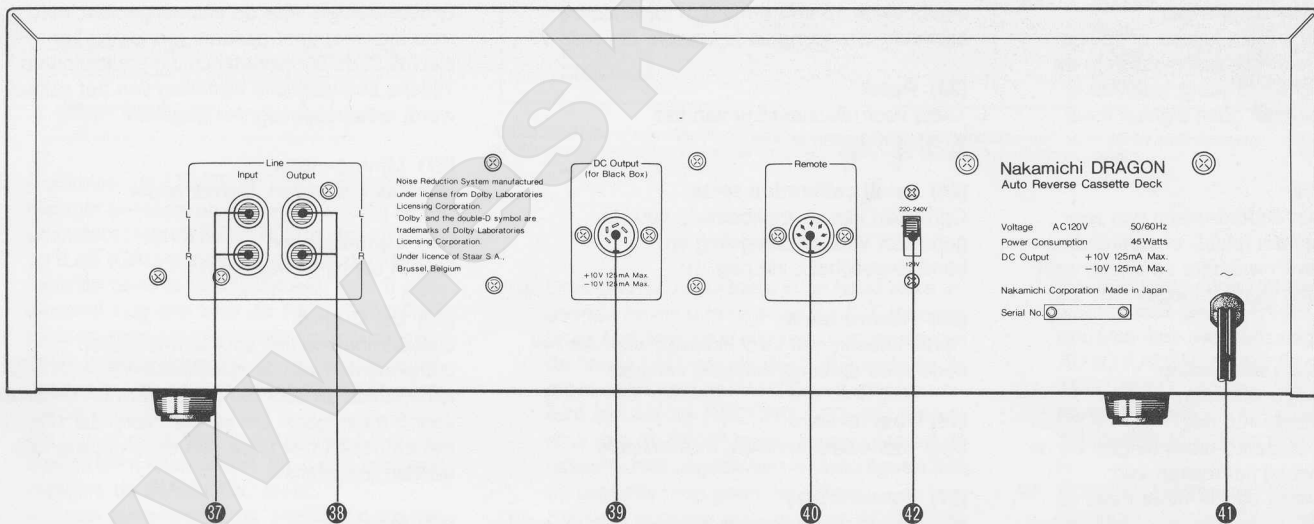 Line
Input Output
L L
R R
Noise Reduction System manufactured
under license from Dolby Laboratories
Licensing Corporation.
'Dolby' and the double-D symbol are
trademarks of Dolby Laboratories
Licensing Corporation.
Under licence of Staar S.A.,
Brussel, Belgium
DC Output
(for Black Box)
+10V 125mA Max.
−10V 125mA Max.
Remote
220-240V
120V
Nakamichi DRAGON
Auto Reverse Cassette Deck
Voltage AC120V 50/60Hz
Power Consumption 45Watts
DC Output +10V 125mA Max.
−10V 125mA Max.
Nakamichi Corporation Made in Japan
Serial No.
~
37 38 39 40 42 41